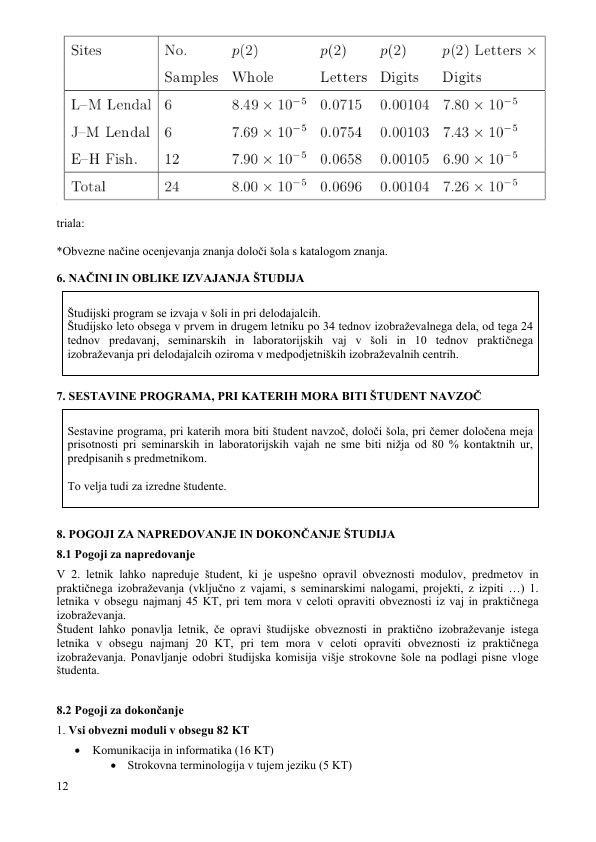 Sites No. p(2) p(2) p(2) p(2) Letters ×
Samples Whole Letters Digits Digits
L–M Lendal 6 8.49 × 10⁻⁵ 0.0715 0.00104 7.80 × 10⁻⁵
J–M Lendal 6 7.69 × 10⁻⁵ 0.0754 0.00103 7.43 × 10⁻⁵
E–H Fish. 12 7.90 × 10⁻⁵ 0.0658 0.00105 6.90 × 10⁻⁵
Total 24 8.00 × 10⁻⁵ 0.0696 0.00104 7.26 × 10⁻⁵
triala:
*Obvezne načine ocenjevanja znanja določi šola s katalogom znanja.
6. NAČINI IN OBLIKE IZVAJANJA ŠTUDIJA
Študijski program se izvaja v šoli in pri delodajalcih.
Študijsko leto obsega v prvem in drugem letniku po 34 tednov izobraževalnega dela, od tega 24
tednov predavanj, seminarskih in laboratorijskih vaj v šoli in 10 tednov praktičnega
izobraževanja pri delodajalcih oziroma v medpodjetniških izobraževalnih centrih.
7. SESTAVINE PROGRAMA, PRI KATERIH MORA BITI ŠTUDENT NAVZOČ
Sestavine programa, pri katerih mora biti študent navzoč, določi šola, pri čemer določena meja
prisotnosti pri seminarskih in laboratorijskih vajah ne sme biti nižja od 80 % kontaktnih ur,
predpisanih s predmetnikom.
To velja tudi za izredne študente.
8. POGOJI ZA NAPREDOVANJE IN DOKONČANJE ŠTUDIJA
8.1 Pogoji za napredovanje
V 2. letnik lahko napreduje študent, ki je uspešno opravil obveznosti modulov, predmetov in
praktičnega izobraževanja (vključno z vajami, s seminarskimi nalogami, projekti, z izpiti …) 1.
letnika v obsegu najmanj 45 KT, pri tem mora v celoti opraviti obveznosti iz vaj in praktičnega
izobraževanja.
Študent lahko ponavlja letnik, če opravi študijske obveznosti in praktično izobraževanje istega
letnika v obsegu najmanj 20 KT, pri tem mora v celoti opraviti obveznosti iz praktičnega
izobraževanja. Ponavljanje odobri študijska komisija višje strokovne šole na podlagi pisne vloge
študenta.
8.2 Pogoji za dokončanje
1. Vsi obvezni moduli v obsegu 82 KT
• Komunikacija in informatika (16 KT)
• Strokovna terminologija v tujem jeziku (5 KT)
12